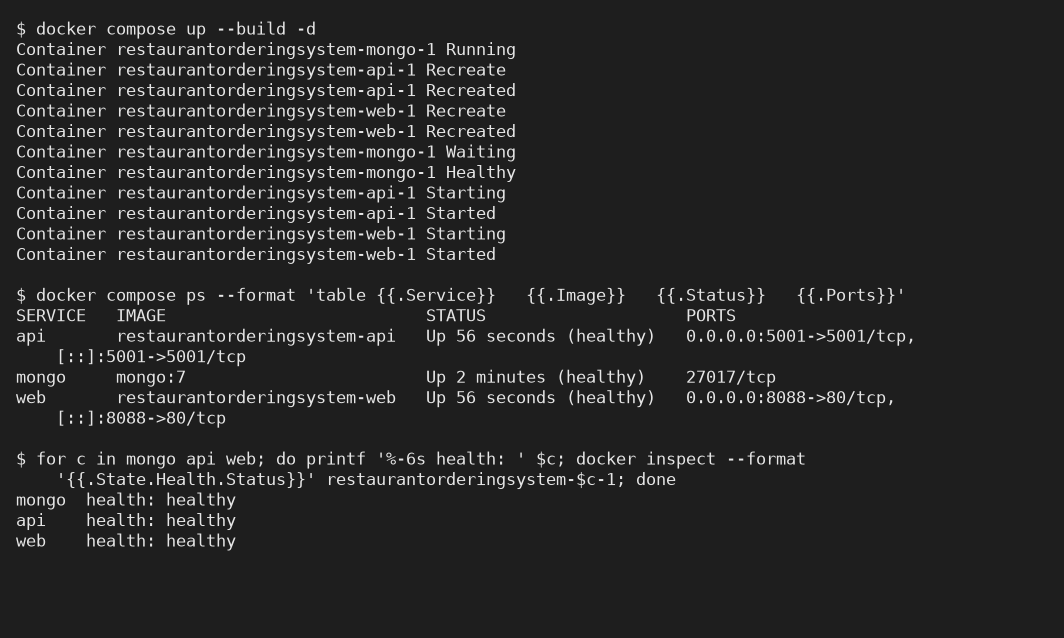 $ docker compose up --build -d
Container restaurantorderingsystem-mongo-1 Running
Container restaurantorderingsystem-api-1 Recreate
Container restaurantorderingsystem-api-1 Recreated
Container restaurantorderingsystem-web-1 Recreate
Container restaurantorderingsystem-web-1 Recreated
Container restaurantorderingsystem-mongo-1 Waiting
Container restaurantorderingsystem-mongo-1 Healthy
Container restaurantorderingsystem-api-1 Starting
Container restaurantorderingsystem-api-1 Started
Container restaurantorderingsystem-web-1 Starting
Container restaurantorderingsystem-web-1 Started

$ docker compose ps --format 'table {{.Service}}   {{.Image}}   {{.Status}}   {{.Ports}}'
SERVICE   IMAGE                          STATUS                    PORTS
api       restaurantorderingsystem-api   Up 56 seconds (healthy)   0.0.0.0:5001->5001/tcp,
    [::]:5001->5001/tcp
mongo     mongo:7                        Up 2 minutes (healthy)    27017/tcp
web       restaurantorderingsystem-web   Up 56 seconds (healthy)   0.0.0.0:8088->80/tcp,
    [::]:8088->80/tcp

$ for c in mongo api web; do printf '%-6s health: ' $c; docker inspect --format
    '{{.State.Health.Status}}' restaurantorderingsystem-$c-1; done
mongo  health: healthy
api    health: healthy
web    health: healthy